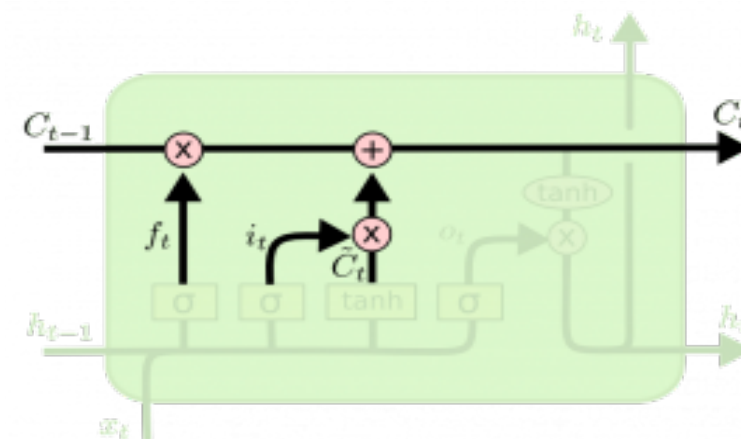 h_t
C_{t-1}
C_t
f_t
i_t
C̃_t
o_t
tanh
σ
σ
tanh
σ
h_{t-1}
h_t
x_t